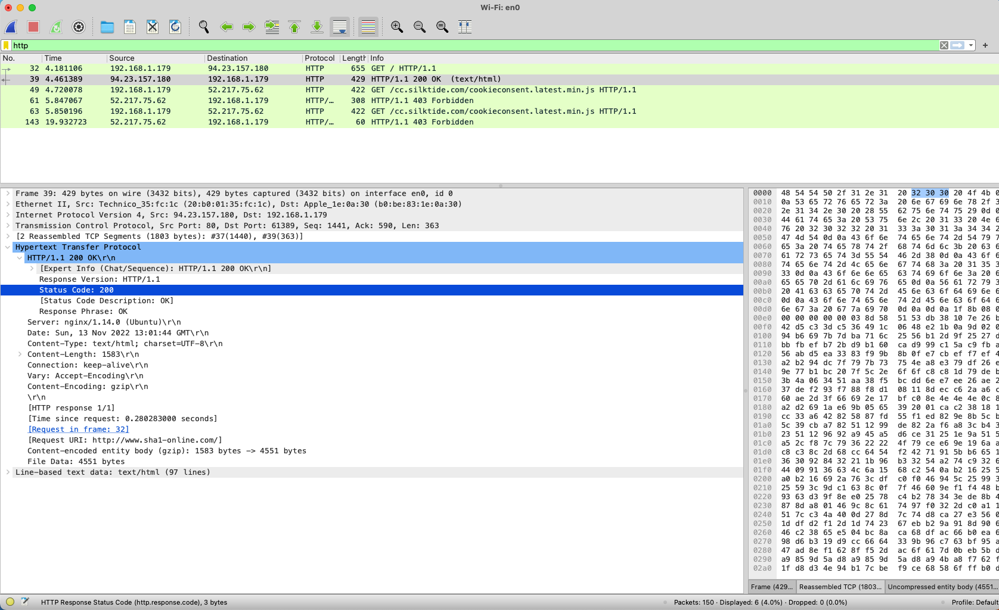 Wi-Fi: en0
http
No. Time Source Destination Protocol Length Info
32 4.181106 192.168.1.179 94.23.157.180 HTTP 655 GET / HTTP/1.1
39 4.461389 94.23.157.180 192.168.1.179 HTTP 429 HTTP/1.1 200 OK  (text/html)
49 4.720078 192.168.1.179 52.217.75.62 HTTP 422 GET /cc.silktide.com/cookieconsent.latest.min.js HTTP/1.1
61 5.847067 52.217.75.62 192.168.1.179 HTTP/… 308 HTTP/1.1 403 Forbidden
63 5.850196 192.168.1.179 52.217.75.62 HTTP 422 GET /cc.silktide.com/cookieconsent.latest.min.js HTTP/1.1
143 19.932723 52.217.75.62 192.168.1.179 HTTP/… 60 HTTP/1.1 403 Forbidden
Frame 39: 429 bytes on wire (3432 bits), 429 bytes captured (3432 bits) on interface en0, id 0
Ethernet II, Src: Technico_35:fc:1c (20:b0:01:35:fc:1c), Dst: Apple_1e:0a:30 (b0:be:83:1e:0a:30)
Internet Protocol Version 4, Src: 94.23.157.180, Dst: 192.168.1.179
Transmission Control Protocol, Src Port: 80, Dst Port: 61389, Seq: 1441, Ack: 590, Len: 363
[2 Reassembled TCP Segments (1803 bytes): #37(1440), #39(363)]
Hypertext Transfer Protocol
HTTP/1.1 200 OK\r\n
[Expert Info (Chat/Sequence): HTTP/1.1 200 OK\r\n]
Response Version: HTTP/1.1
Status Code: 200
[Status Code Description: OK]
Response Phrase: OK
Server: nginx/1.14.0 (Ubuntu)\r\n
Date: Sun, 13 Nov 2022 13:01:44 GMT\r\n
Content-Type: text/html; charset=UTF-8\r\n
Content-Length: 1583\r\n
Connection: keep-alive\r\n
Vary: Accept-Encoding\r\n
Content-Encoding: gzip\r\n
\r\n
[HTTP response 1/1]
[Time since request: 0.280283000 seconds]
[Request in frame: 32]
[Request URI: http://www.sha1-online.com/]
Content-encoded entity body (gzip): 1583 bytes -> 4551 bytes
File Data: 4551 bytes
Line-based text data: text/html (97 lines)
0000 48 54 54 50 2f 31 2e 31 20 32 30 30 20 4f 4b
0010 0a 53 65 72 76 65 72 3a 20 6e 67 69 6e 78 2f
0020 2e 31 34 2e 30 20 28 55 62 75 6e 74 75 29 0d
0030 44 61 74 65 3a 20 53 75 6e 2c 20 31 33 20 4e
0040 76 20 32 30 32 32 20 31 33 3a 30 31 3a 34 34
0050 47 4d 54 0d 0a 43 6f 6e 74 65 6e 74 2d 54 79
0060 65 3a 20 74 65 78 74 2f 68 74 6d 6c 3b 20 63
0070 61 72 73 65 74 3d 55 54 46 2d 38 0d 0a 43 6f
0080 74 65 6e 74 2d 4c 65 6e 67 74 68 3a 20 31 35
0090 33 0d 0a 43 6f 6e 6e 65 63 74 69 6f 6e 3a 20
00a0 65 65 70 2d 61 6c 69 76 65 0d 0a 56 61 72 79
00b0 20 41 63 63 65 70 74 2d 45 6e 63 6f 64 69 6e
00c0 0d 0a 43 6f 6e 74 65 6e 74 2d 45 6e 63 6f 64
00d0 6e 67 3a 20 67 7a 69 70 0d 0a 0d 0a 1f 8b 08
00e0 00 00 00 00 00 03 8d 58 51 53 db 38 10 7e 26
00f0 42 d5 c3 3d c5 36 49 1c 06 48 e2 1b 0a 9d 02
0100 94 b6 69 7b 7d ba 71 6c 25 56 b1 2d 9f 25 27
0110 bb fb ef b7 2b d9 b1 60 ca d9 99 c1 5a c9 fb
0120 56 ab d5 ea 33 83 f9 9b 8b 0f e7 cb ef f7 ef
0130 a2 b2 94 dc 7f 79 7b 73 75 4e a8 e3 79 df 26
0140 9e 77 b1 bc 20 7f 5c 2e 6f 6f c8 c8 1d 79 de
0150 3b 4a 06 34 51 aa 38 f5 bc dd 6e e7 ee 26 ae
0160 37 de f2 93 f7 88 f8 d1 08 11 8d ec c6 2a a6
0170 60 ae 2d 3f 66 69 2e 17 bf c0 8e 4e 4e 4e 0c
0180 a2 d2 69 1a e6 9b 05 65 39 20 01 ca c2 38 18
0190 cc 33 a6 42 82 58 87 fd 55 f1 ed 82 9e 8b 5c
01a0 5c 39 cb a7 82 51 12 99 de 82 2a f6 a8 3c b4
01b0 23 51 12 96 92 a9 45 a5 d6 ce 31 25 1e 9a 51
01c0 a5 2c f8 7c 79 36 22 22 4f 79 ce e6 9e 19 6a
01d0 c8 c3 8c 2d 68 cc 64 54 f2 42 71 91 5b b6 65
01e0 36 30 92 84 32 21 1b 96 b3 32 54 a2 74 c9 32
01f0 44 09 91 36 63 4c 6a 15 68 c2 54 0a b2 16 25
0200 a0 b2 16 69 2a 76 3c df c0 f0 46 94 5c 25 99
0210 25 59 3c 9d c1 63 8c 0f 7f 46 60 9e f1 f4 48
0220 93 63 d3 9f 8e e0 25 78 c4 b2 78 34 3e de 8b
0230 87 8d a8 01 46 9c 8c 61 74 97 f0 32 2d c0 a1
0240 51 7c c3 4a 40 0d 27 8d 7c 74 d8 ca 27 e3 56
0250 1d df d2 f1 2d 1d 74 23 67 eb b2 9a 91 8d 90
0260 46 c2 38 65 e5 04 bc 8a ca 68 df ac 66 b0 ea
0270 98 d6 b3 19 d9 cc 66 64 33 9b 96 c7 63 bf 95
0280 47 ad 8e f1 62 8f f5 2d ac 6f 61 7d 0b eb 5b
0290 a9 85 9d 5a d8 a9 85 9d 5a d8 a9 4b a8 f7 62
02a0 1f d8 d3 4e 94 b1 7c be f9 ce 68 58 6f ff b0
Frame (429… Reassembled TCP (1803… Uncompressed entity body (4551…
HTTP Response Status Code (http.response.code), 3 bytes Packets: 150 · Displayed: 6 (4.0%) · Dropped: 0 (0.0%) Profile: Default